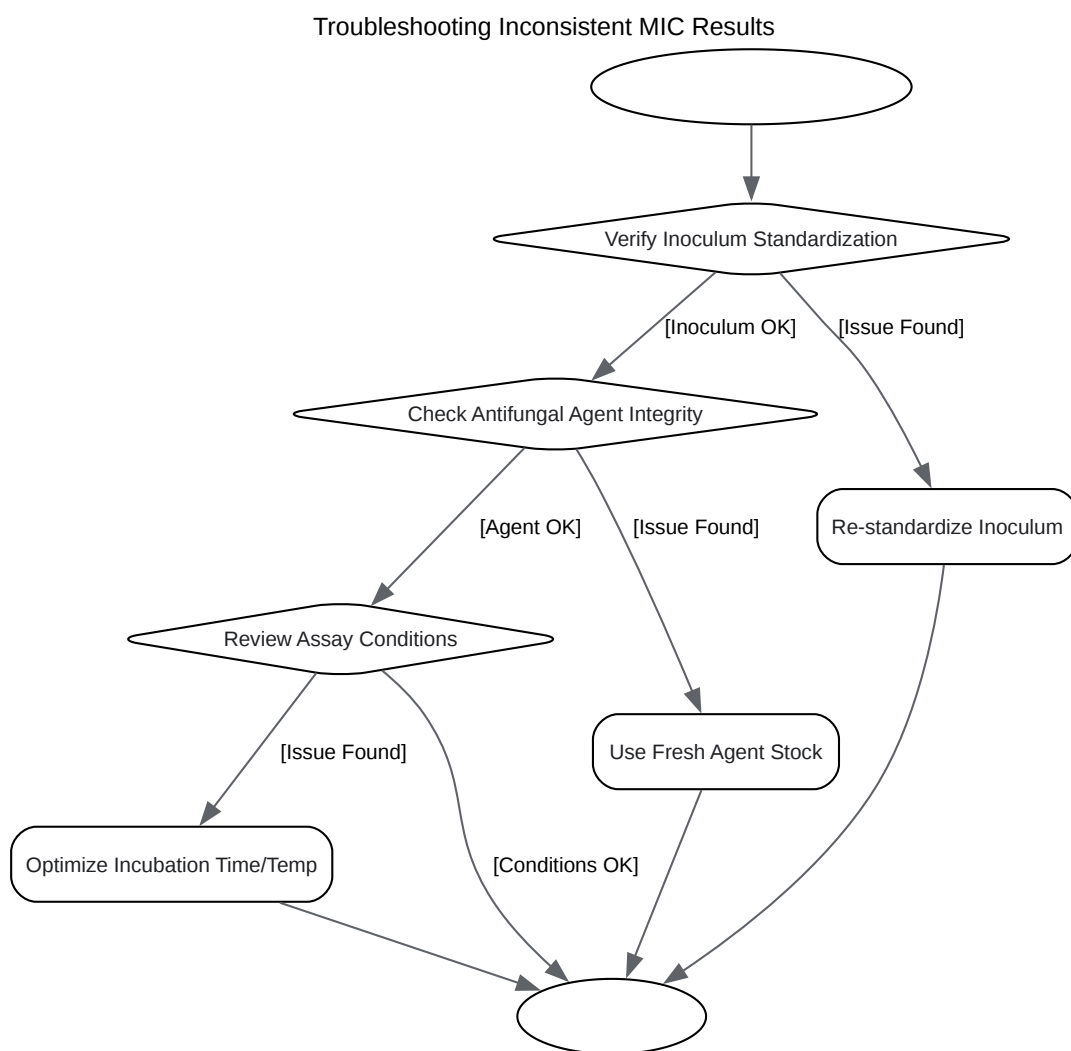 Troubleshooting Inconsistent MIC Results
Verify Inoculum Standardization
[Inoculum OK]
[Issue Found]
Check Antifungal Agent Integrity
Re-standardize Inoculum
[Agent OK]
[Issue Found]
Review Assay Conditions
Use Fresh Agent Stock
[Issue Found]
Optimize Incubation Time/Temp
[Conditions OK]